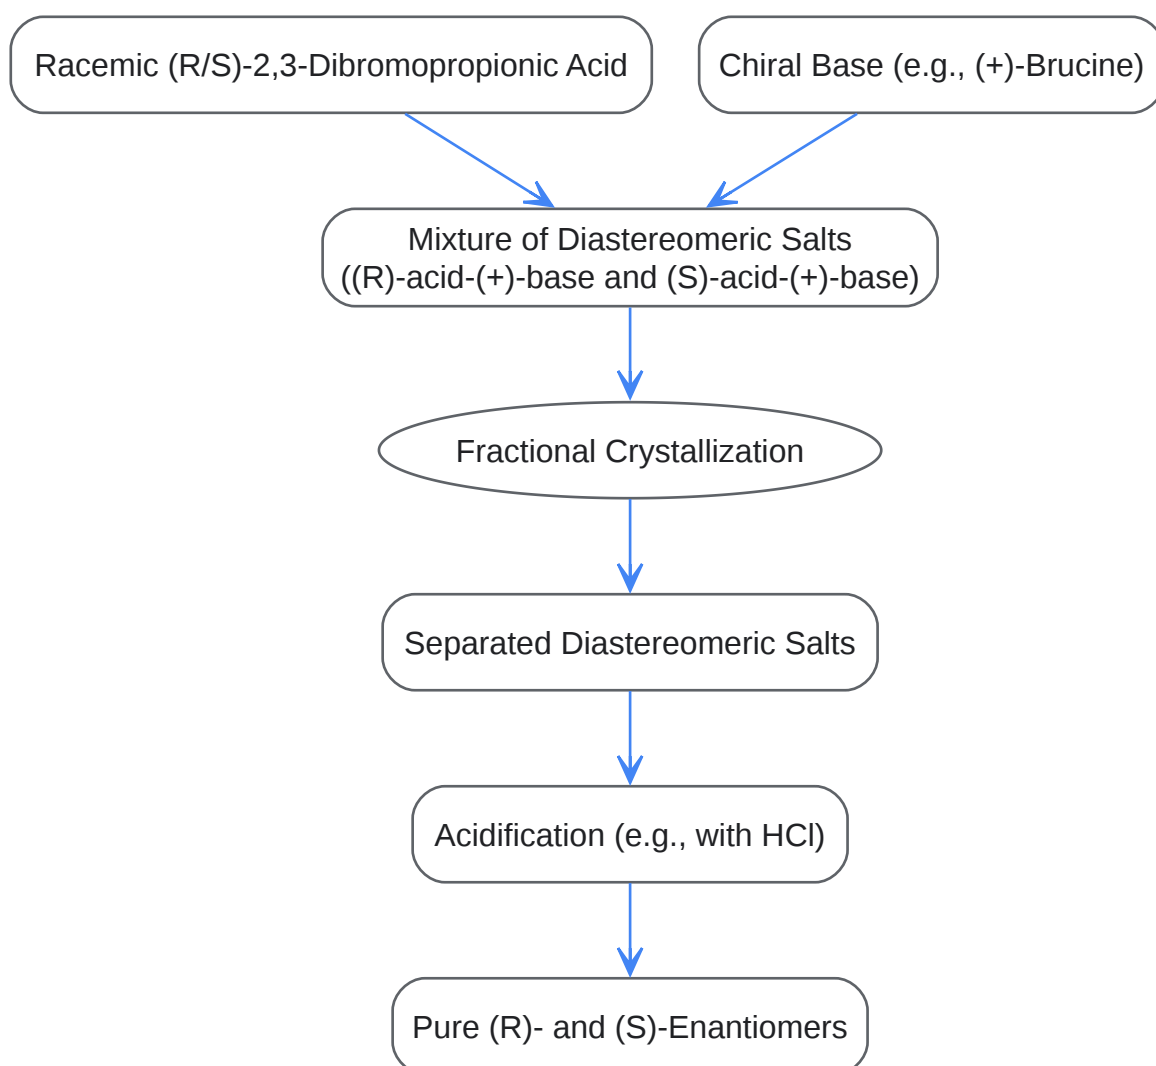 Racemic (R/S)-2,3-Dibromopropionic Acid
Chiral Base (e.g., (+)-Brucine)
Mixture of Diastereomeric Salts
((R)-acid-(+)-base and (S)-acid-(+)-base)
Fractional Crystallization
Separated Diastereomeric Salts
Acidification (e.g., with HCl)
Pure (R)- and (S)-Enantiomers